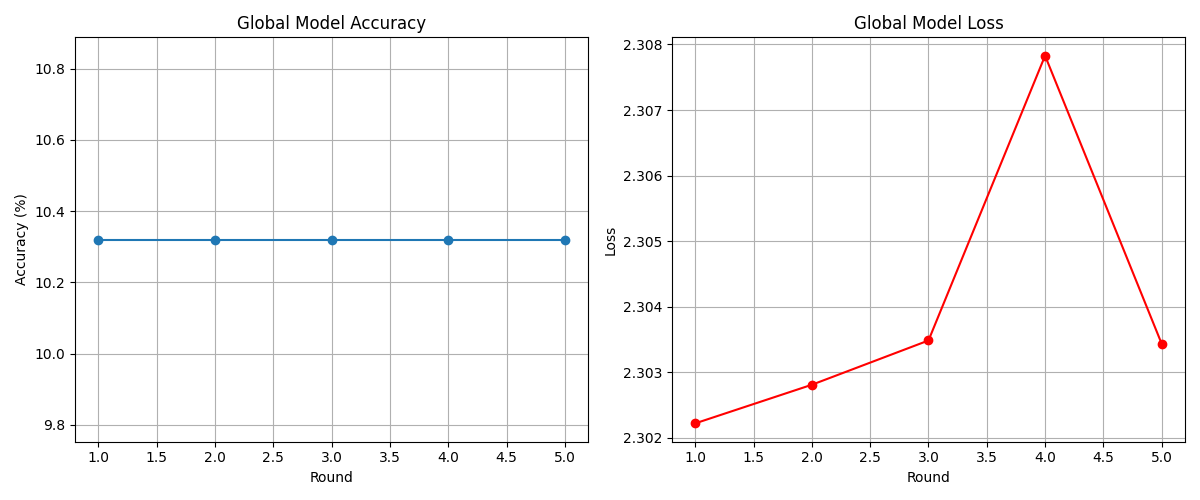 Global Model Accuracy
Accuracy (%)
10.8
10.6
10.4
10.2
10.0
9.8
1.0 1.5 2.0 2.5 3.0 3.5 4.0 4.5 5.0
Round
Global Model Loss
Loss
2.308
2.307
2.306
2.305
2.304
2.303
2.302
1.0 1.5 2.0 2.5 3.0 3.5 4.0 4.5 5.0
Round